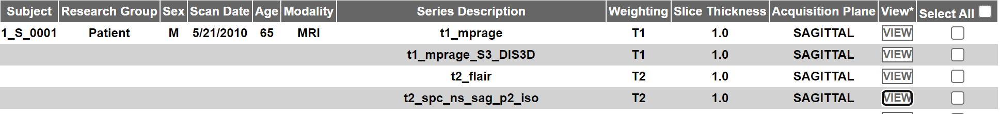 Subject Research Group Sex Scan Date Age Modality Series Description Weighting Slice Thickness Acquisition Plane View* Select All
1_S_0001 Patient M 5/21/2010 65 MRI t1_mprage T1 1.0 SAGITTAL VIEW
t1_mprage_S3_DIS3D T1 1.0 SAGITTAL VIEW
t2_flair T2 1.0 SAGITTAL VIEW
t2_spc_ns_sag_p2_iso T2 1.0 SAGITTAL VIEW